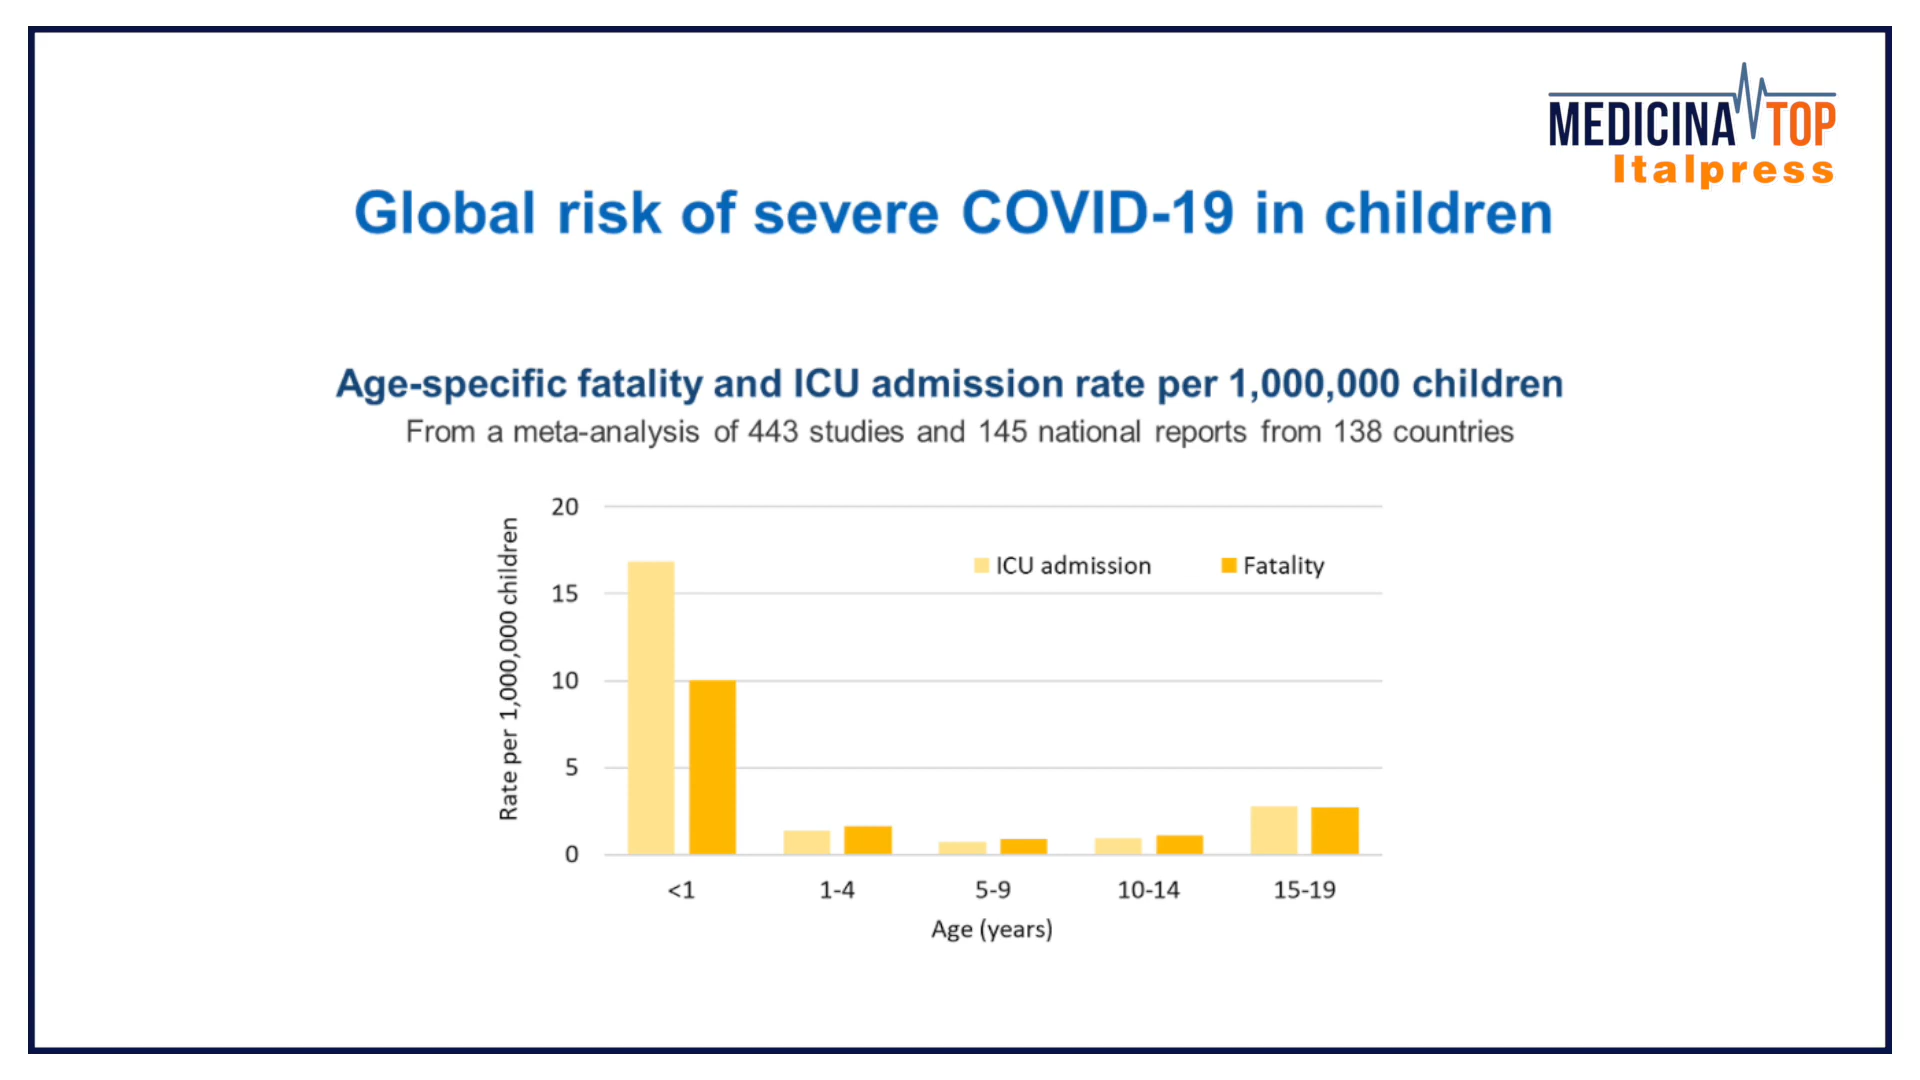 MEDICINA TOP
Italpress
Global risk of severe COVID-19 in children
Age-specific fatality and ICU admission rate per 1,000,000 children
From a meta-analysis of 443 studies and 145 national reports from 138 countries
Rate per 1,000,000 children
20
15
10
5
0
ICU admission
Fatality
<1
1-4
5-9
10-14
15-19
Age (years)